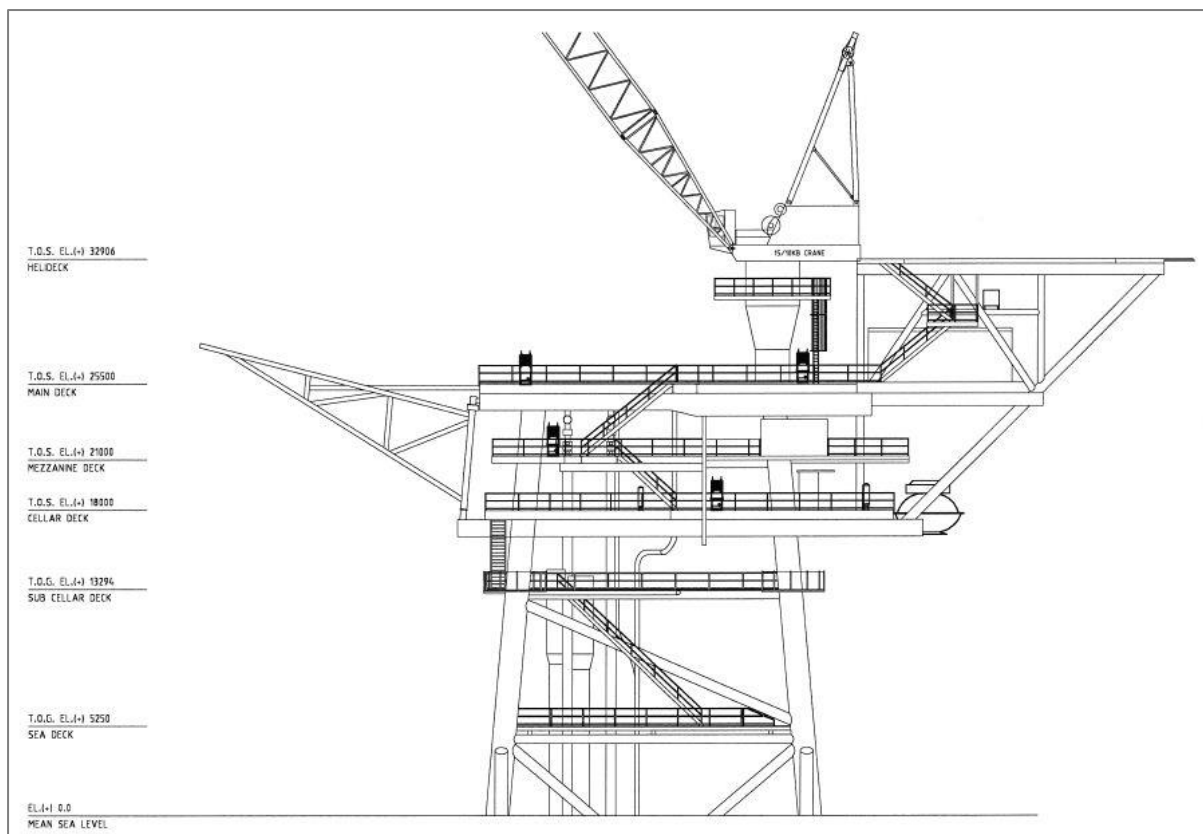 T.O.S. EL.(+) 32906
HELIDECK
15/10KB CRANE
T.O.S. EL.(+) 25500
MAIN DECK
T.O.S. EL.(+) 21000
MEZZANNE DECK
T.O.S. EL.(+) 18000
CELLAR DECK
T.O.G. EL.(+) 13294
SUB CELLAR DECK
T.O.G. EL.(+) 5250
SEA DECK
EL.(+) 0.0
MEAN SEA LEVEL